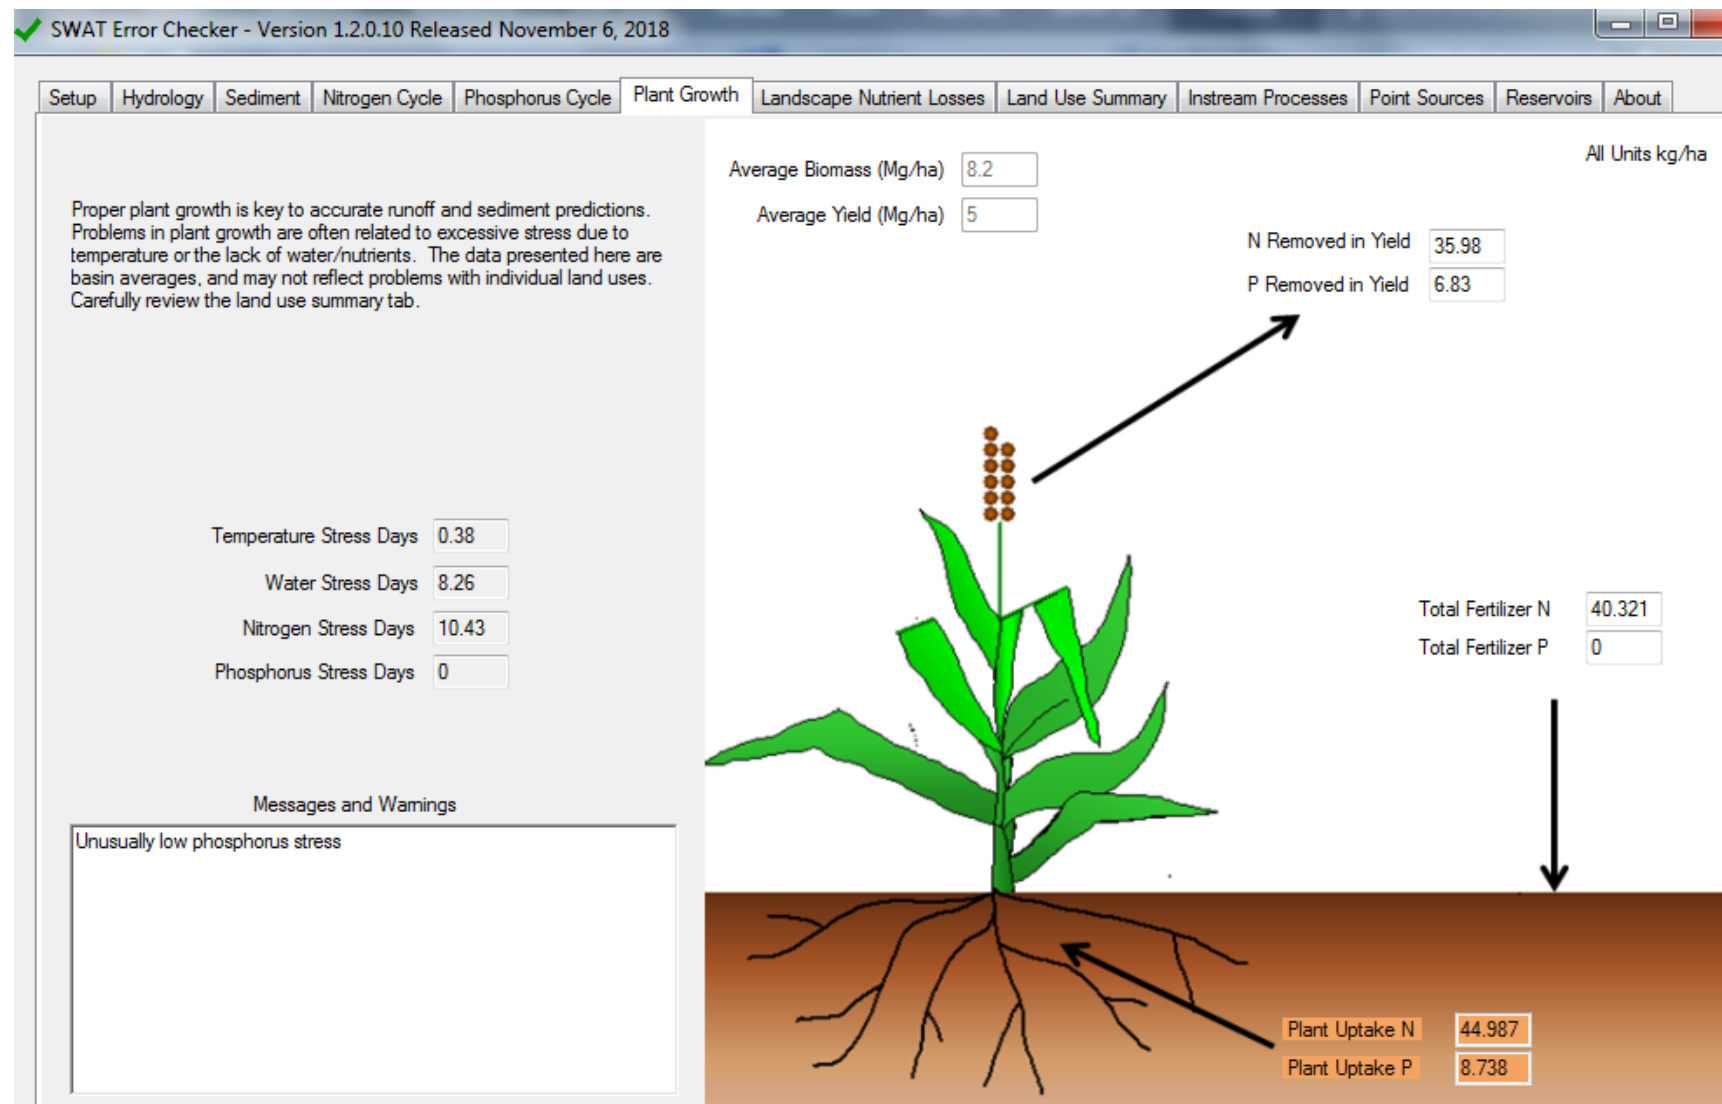 SWAT Error Checker - Version 1.2.0.10 Released November 6, 2018
Setup Hydrology Sediment Nitrogen Cycle Phosphorus Cycle Plant Growth Landscape Nutrient Losses Land Use Summary Instream Processes Point Sources Reservoirs About
All Units kg/ha
Average Biomass (Mg/ha) 8.2
Average Yield (Mg/ha) 5
Proper plant growth is key to accurate runoff and sediment predictions.
Problems in plant growth are often related to excessive stress due to
temperature or the lack of water/nutrients. The data presented here are
basin averages, and may not reflect problems with individual land uses.
Carefully review the land use summary tab.
N Removed in Yield 35.98
P Removed in Yield 6.83
Temperature Stress Days 0.38
Water Stress Days 8.26
Nitrogen Stress Days 10.43
Phosphorus Stress Days 0
Total Fertilizer N 40.321
Total Fertilizer P 0
Messages and Warnings
Unusually low phosphorus stress
Plant Uptake N 44.987
Plant Uptake P 8.738